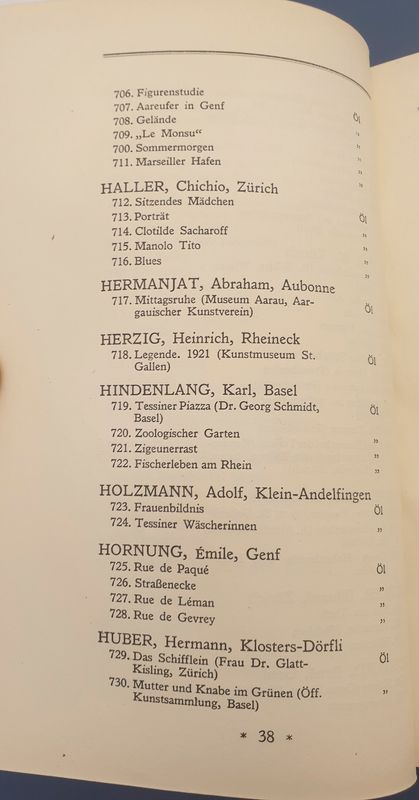 706. Figurenstudie Öl
707. Aareufer in Genf „
708. Gelände „
709. „Le Monsu“ „
700. Sommermorgen „
711. Marseiller Hafen „
HALLER, Chichio, Zürich
712. Sitzendes Mädchen Öl
713. Porträt „
714. Clotilde Sacharoff „
715. Manolo Tito „
716. Blues „
HERMANJAT, Abraham, Aubonne
717. Mittagsruhe (Museum Aarau, Aar-
gauischer Kunstverein) Öl
HERZIG, Heinrich, Rheineck
718. Legende. 1921 (Kunstmuseum St.
Gallen) Öl
HINDENLANG, Karl, Basel
719. Tessiner Piazza (Dr. Georg Schmidt,
Basel) Öl
720. Zoologischer Garten „
721. Zigeunerrast „
722. Fischerleben am Rhein „
HOLZMANN, Adolf, Klein-Andelfingen
723. Frauenbildnis Öl
724. Tessiner Wäscherinnen „
HORNUNG, Émile, Genf
725. Rue de Paqué Öl
726. Straßenecke „
727. Rue de Léman „
728. Rue de Gevrey „
HUBER, Hermann, Klosters-Dörfli
729. Das Schifflein (Frau Dr. Glatt-
Kisling, Zürich) Öl
730. Mutter und Knabe im Grünen (Öff.
Kunstsammlung, Basel) „
* 38 *